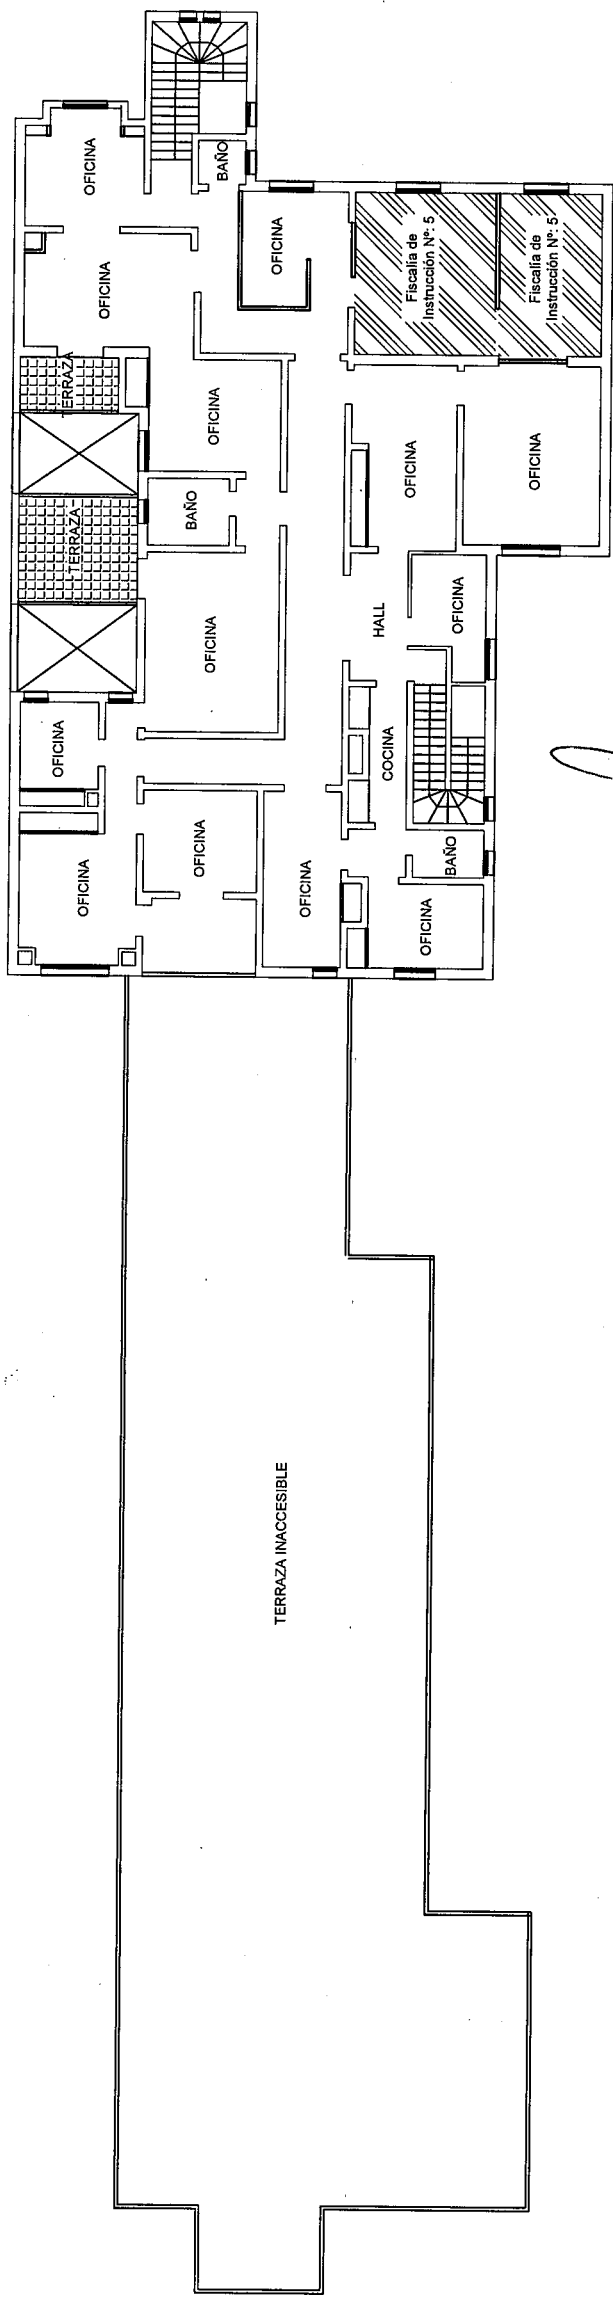 OFICINA
OFICINA
TERRAZA
TERRAZA
OFICINA
OFICINA
OFICINA
OFICINA
BAÑO
OFICINA
BAÑO
TERRAZA INACCESIBLE
OFICINA
OFICINA
COCINA
HALL
OFICINA
Fiscalía de
Instrucción Nº: 5
OFICINA
BAÑO
OFICINA
OFICINA
Fiscalía de
Instrucción Nº: 5